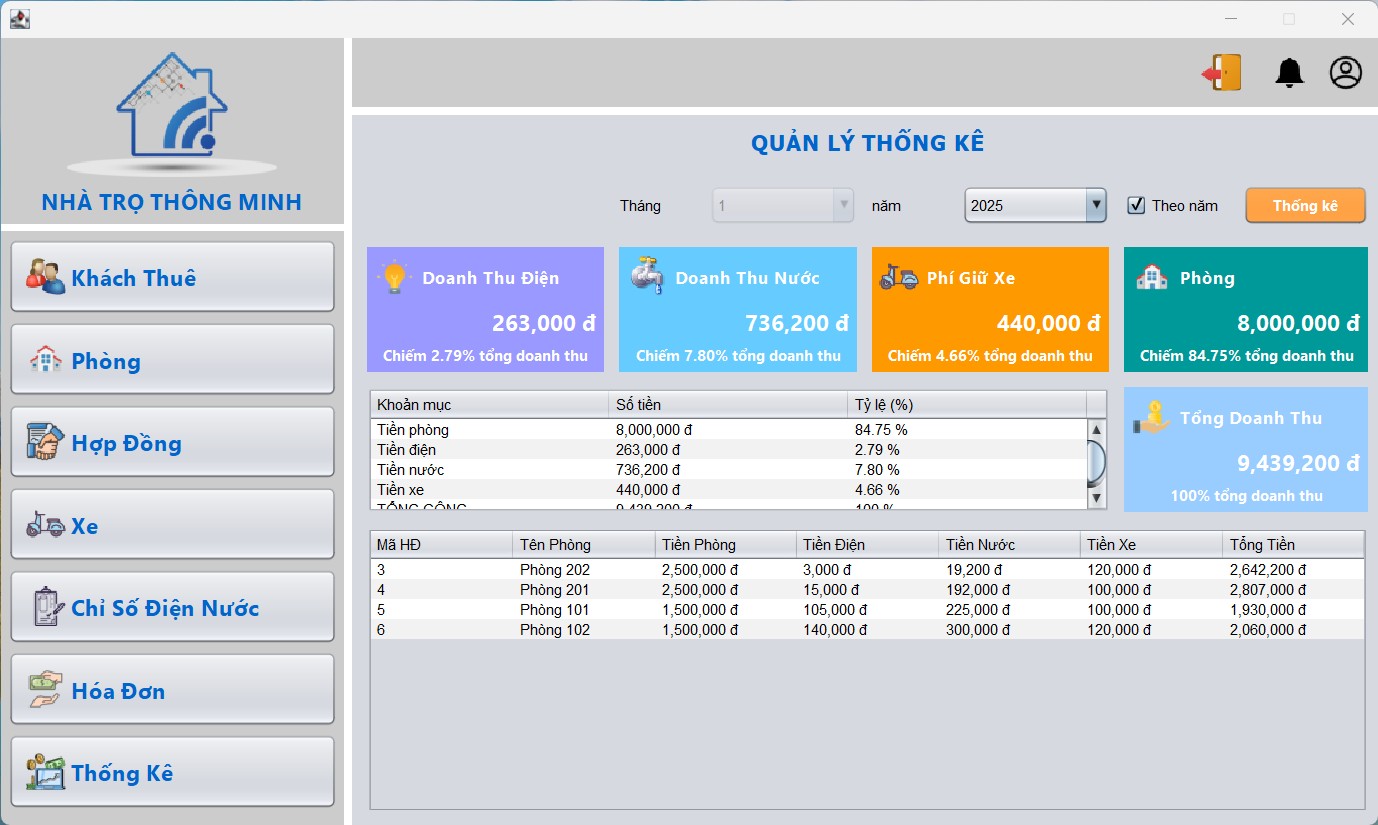 NHÀ TRỌ THÔNG MINH
Khách Thuê
Phòng
Hợp Đồng
Xe
Chỉ Số Điện Nước
Hóa Đơn
Thống Kê
QUẢN LÝ THỐNG KÊ
Tháng 1 năm 2025 Theo năm Thống kê
Doanh Thu Điện
263,000 đ
Chiếm 2.79% tổng doanh thu
Doanh Thu Nước
736,200 đ
Chiếm 7.80% tổng doanh thu
Phí Giữ Xe
440,000 đ
Chiếm 4.66% tổng doanh thu
Phòng
8,000,000 đ
Chiếm 84.75% tổng doanh thu
Khoản mục Số tiền Tỷ lệ (%)
Tiền phòng 8,000,000 đ 84.75 %
Tiền điện 263,000 đ 2.79 %
Tiền nước 736,200 đ 7.80 %
Tiền xe 440,000 đ 4.66 %
TỔNG CỘNG 9,439,200 đ 100 %
Tổng Doanh Thu
9,439,200 đ
100% tổng doanh thu
Mã HĐ Tên Phòng Tiền Phòng Tiền Điện Tiền Nước Tiền Xe Tổng Tiền
3 Phòng 202 2,500,000 đ 3,000 đ 19,200 đ 120,000 đ 2,642,200 đ
4 Phòng 201 2,500,000 đ 15,000 đ 192,000 đ 100,000 đ 2,807,000 đ
5 Phòng 101 1,500,000 đ 105,000 đ 225,000 đ 100,000 đ 1,930,000 đ
6 Phòng 102 1,500,000 đ 140,000 đ 300,000 đ 120,000 đ 2,060,000 đ